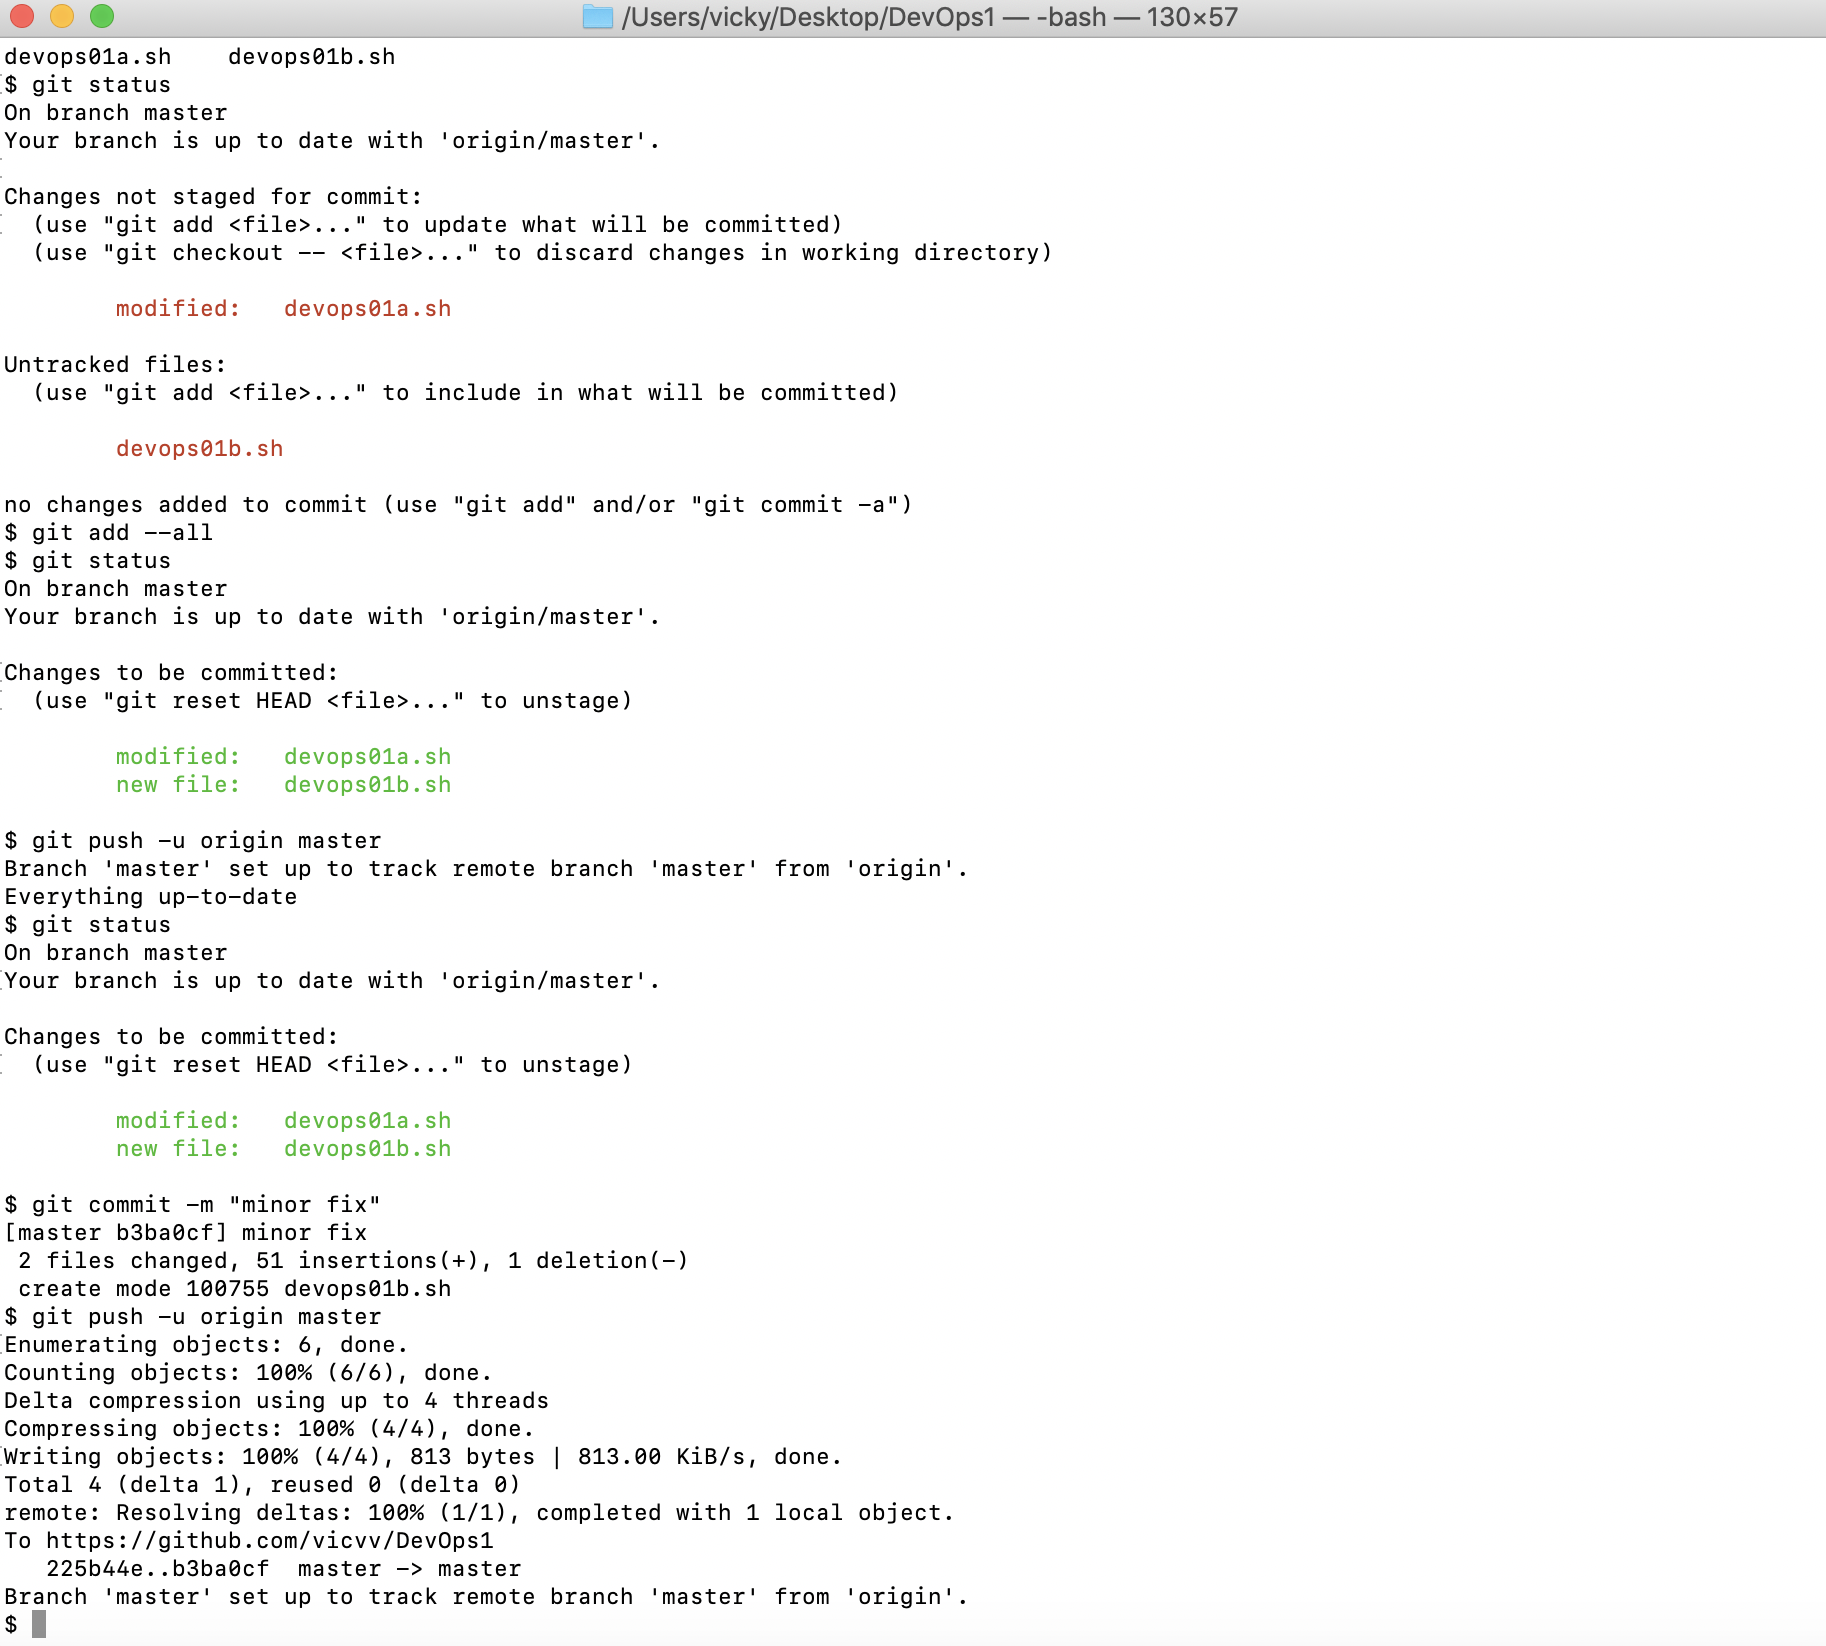 /Users/vicky/Desktop/DevOps1 — -bash — 130×57
devops01a.sh    devops01b.sh
$ git status
On branch master
Your branch is up to date with 'origin/master'.

Changes not staged for commit:
  (use "git add <file>..." to update what will be committed)
  (use "git checkout -- <file>..." to discard changes in working directory)

        modified:   devops01a.sh

Untracked files:
  (use "git add <file>..." to include in what will be committed)

        devops01b.sh

no changes added to commit (use "git add" and/or "git commit -a")
$ git add --all
$ git status
On branch master
Your branch is up to date with 'origin/master'.

Changes to be committed:
  (use "git reset HEAD <file>..." to unstage)

        modified:   devops01a.sh
        new file:   devops01b.sh

$ git push -u origin master
Branch 'master' set up to track remote branch 'master' from 'origin'.
Everything up-to-date
$ git status
On branch master
Your branch is up to date with 'origin/master'.

Changes to be committed:
  (use "git reset HEAD <file>..." to unstage)

        modified:   devops01a.sh
        new file:   devops01b.sh

$ git commit -m "minor fix"
[master b3ba0cf] minor fix
 2 files changed, 51 insertions(+), 1 deletion(-)
 create mode 100755 devops01b.sh
$ git push -u origin master
Enumerating objects: 6, done.
Counting objects: 100% (6/6), done.
Delta compression using up to 4 threads
Compressing objects: 100% (4/4), done.
Writing objects: 100% (4/4), 813 bytes | 813.00 KiB/s, done.
Total 4 (delta 1), reused 0 (delta 0)
remote: Resolving deltas: 100% (1/1), completed with 1 local object.
To https://github.com/vicvv/DevOps1
   225b44e..b3ba0cf  master -> master
Branch 'master' set up to track remote branch 'master' from 'origin'.
$